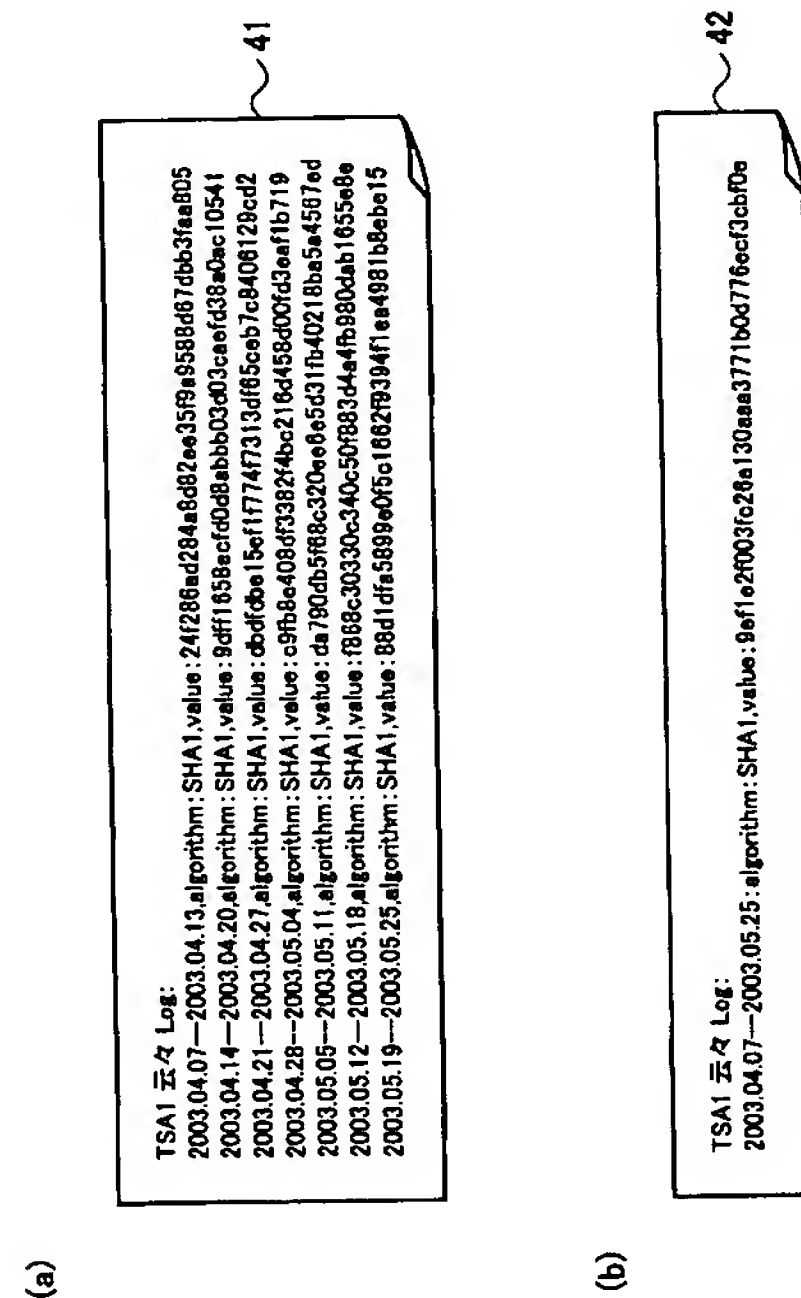 (a)
41
TSA1 云々 Log:
2003.04.07—2003.04.13,algorithm:SHA1,value:24f286ad284a8d82ee35f9a9588d67dbb3faa805
2003.04.14—2003.04.20,algorithm:SHA1,value:9dff1658acfd0d8abbb03d03caefd38a0ac10541
2003.04.21—2003.04.27,algorithm:SHA1,value:dbdfdbe15ef1f774f7313df65ceb7c8406129cd2
2003.04.28—2003.05.04,algorithm:SHA1,value:c9fb8e408df3382f4bc216d458d00fd3eaf1b719
2003.05.05—2003.05.11,algorithm:SHA1,value:da790db5f68c320ee8e5d31fb40218ba5a4567ed
2003.05.12—2003.05.18,algorithm:SHA1,value:f868c30330c340c50f883d4a4fb980dab1655e8e
2003.05.19—2003.05.25,algorithm:SHA1,value:88d1dfa5899e0f5c1662f9394f1ea4981b8ebe15
(b)
42
TSA1 云々 Log:
2003.04.07—2003.05.25:algorithm:SHA1,value:9ef1e2f003fc26a130aaa3771b0d776ecf3cbf0e